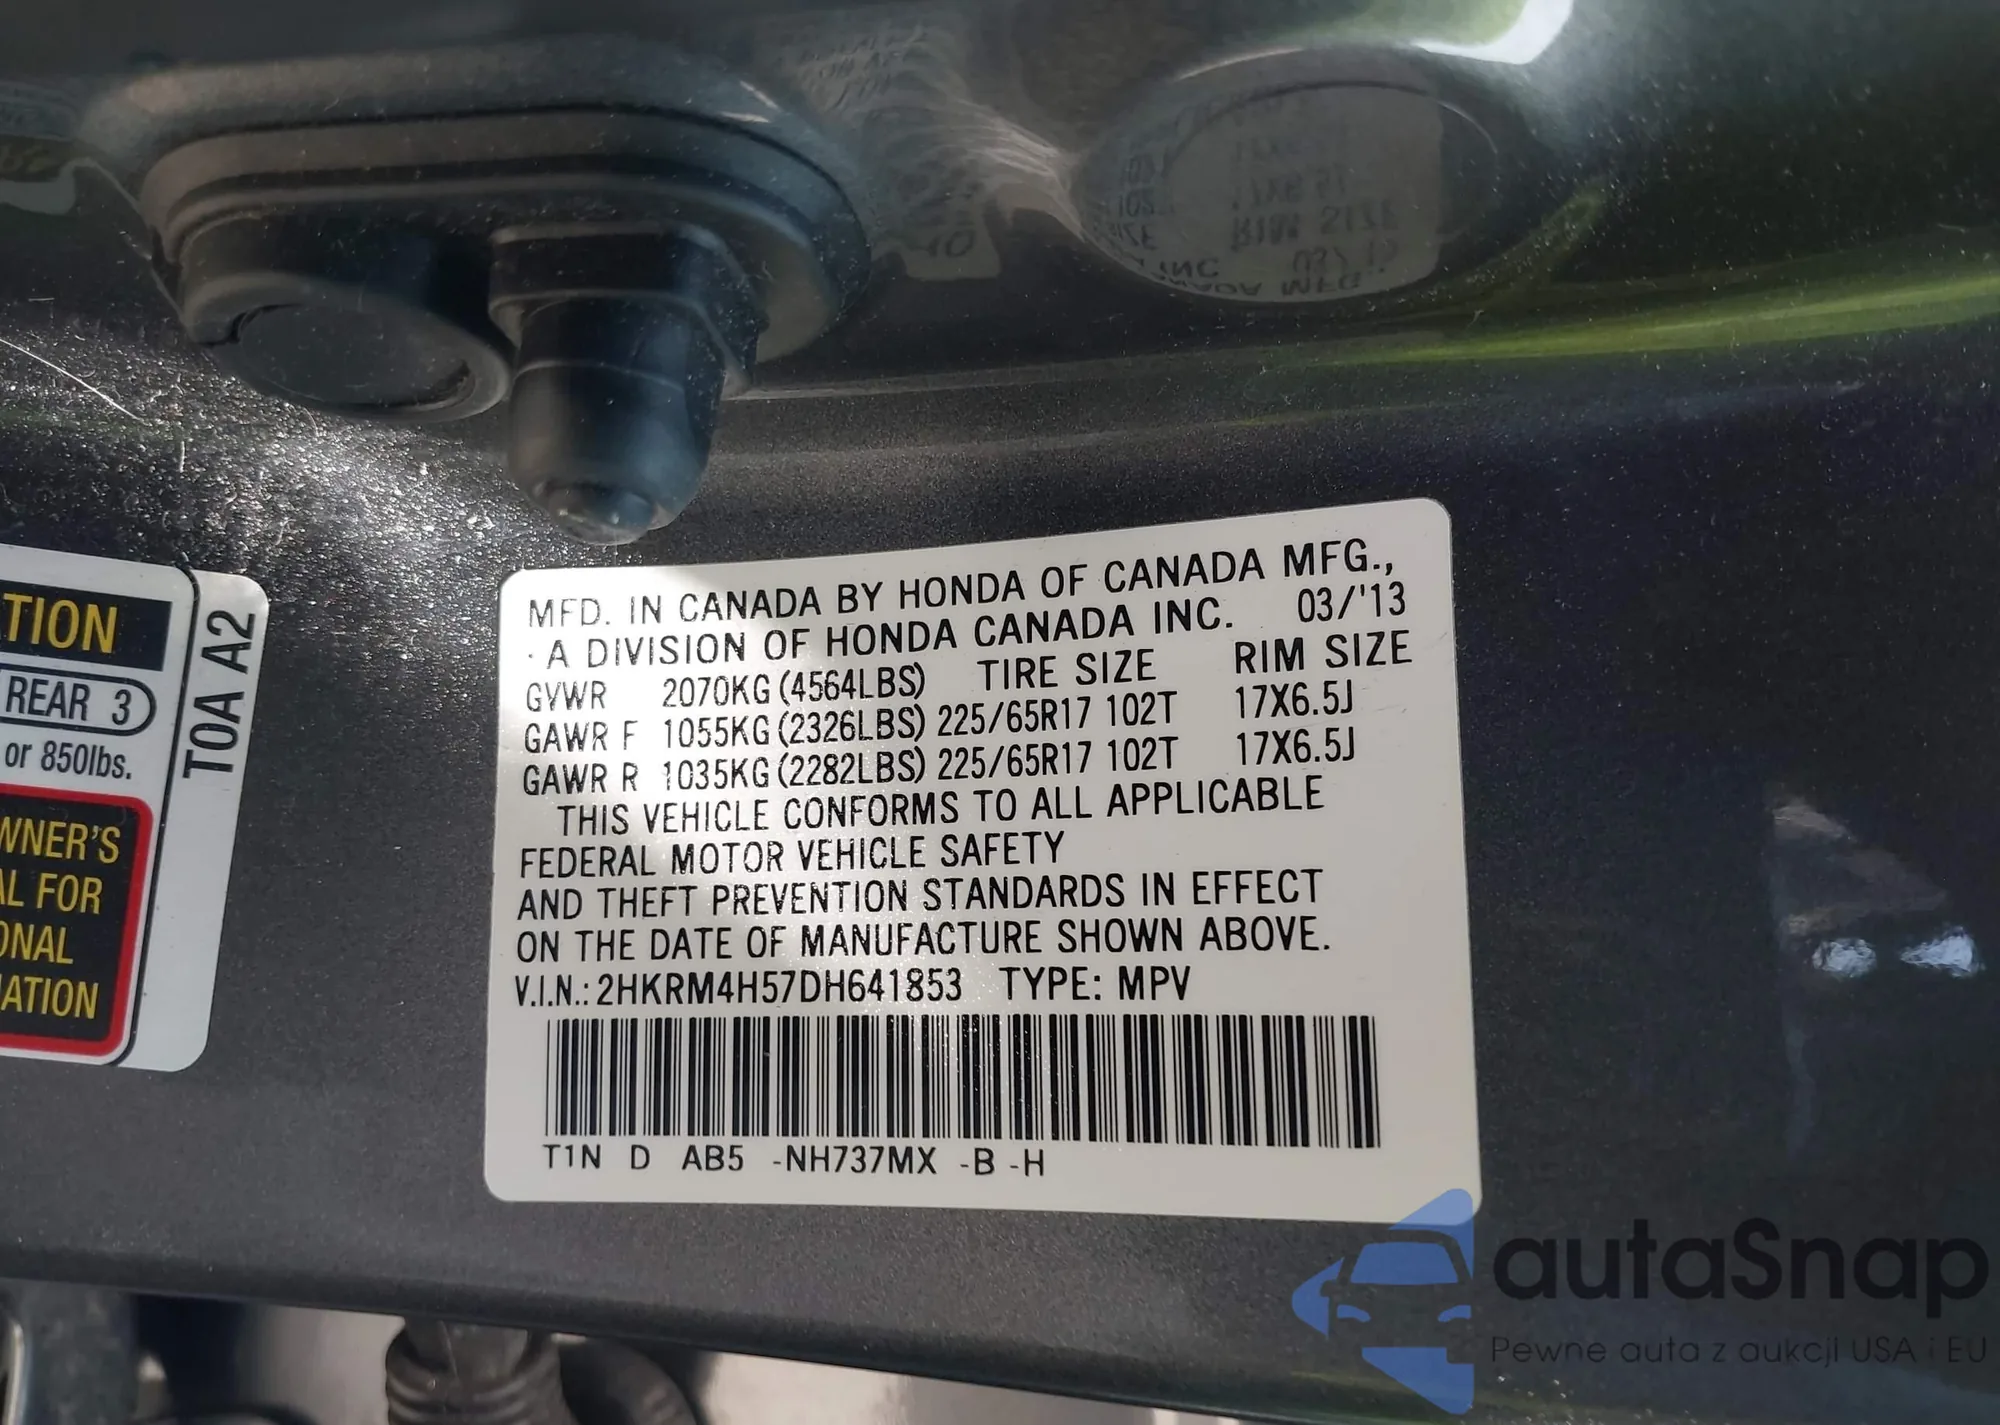 TION
REAR 3
or 850lbs.
WNER'S
AL FOR
ONAL
ATION
T0A A2
MFD. IN CANADA BY HONDA OF CANADA MFG.,
A DIVISION OF HONDA CANADA INC. 03/'13
GVWR 2070KG (4564LBS) TIRE SIZE RIM SIZE
GAWR F 1055KG (2326LBS) 225/65R17 102T 17X6.5J
GAWR R 1035KG (2282LBS) 225/65R17 102T 17X6.5J
THIS VEHICLE CONFORMS TO ALL APPLICABLE
FEDERAL MOTOR VEHICLE SAFETY
AND THEFT PREVENTION STANDARDS IN EFFECT
ON THE DATE OF MANUFACTURE SHOWN ABOVE.
V.I.N.: 2HKRM4H57DH641853 TYPE: MPV
T1N D AB5 -NH737MX -B -H
autaSnap
Pewne auta z aukcji USA i EU